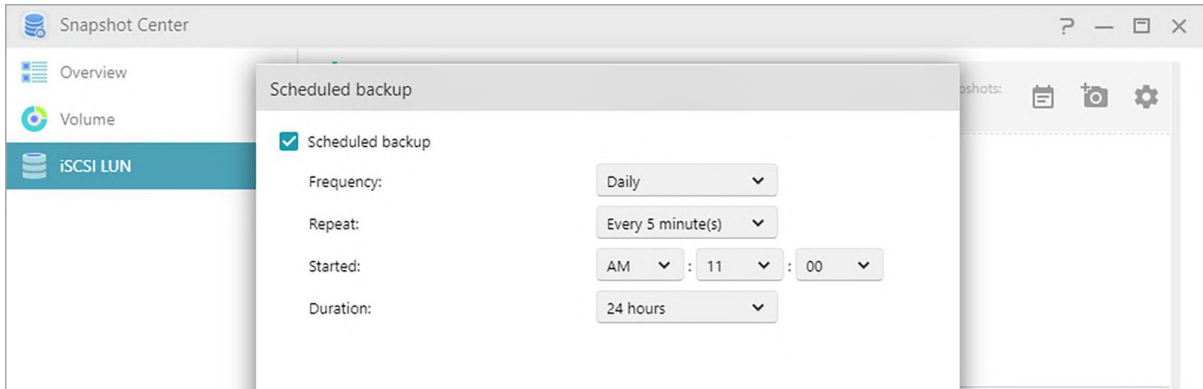 Snapshot Center
Overview
Volume
iSCSI LUN
Scheduled backup
pshots:
Scheduled backup
Frequency: Daily
Repeat: Every 5 minute(s)
Started: AM : 11 : 00
Duration: 24 hours